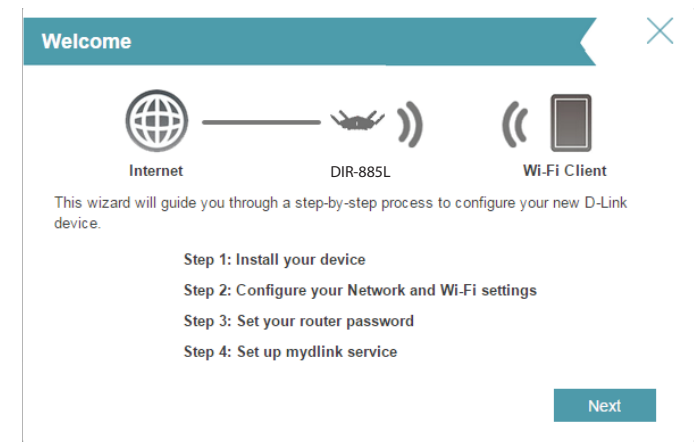 Welcome
Internet
DIR-885L
Wi-Fi Client
This wizard will guide you through a step-by-step process to configure your new D-Link
device.
Step 1: Install your device
Step 2: Configure your Network and Wi-Fi settings
Step 3: Set your router password
Step 4: Set up mydlink service
Next